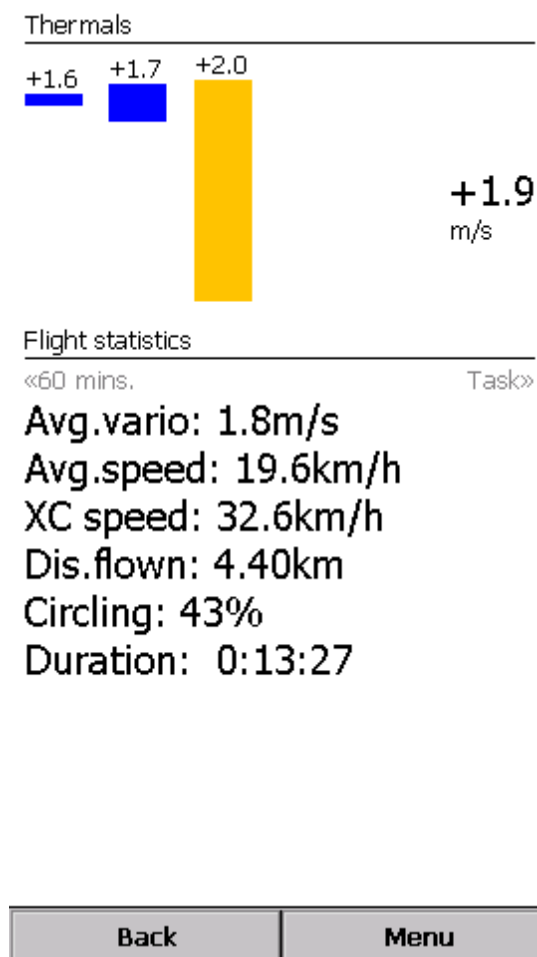 Thermals
+1.6 +1.7 +2.0
+1.9
m/s
Flight statistics
«60 mins. Task»
Avg.vario: 1.8m/s
Avg.speed: 19.6km/h
XC speed: 32.6km/h
Dis.flown: 4.40km
Circling: 43%
Duration: 0:13:27
Back Menu